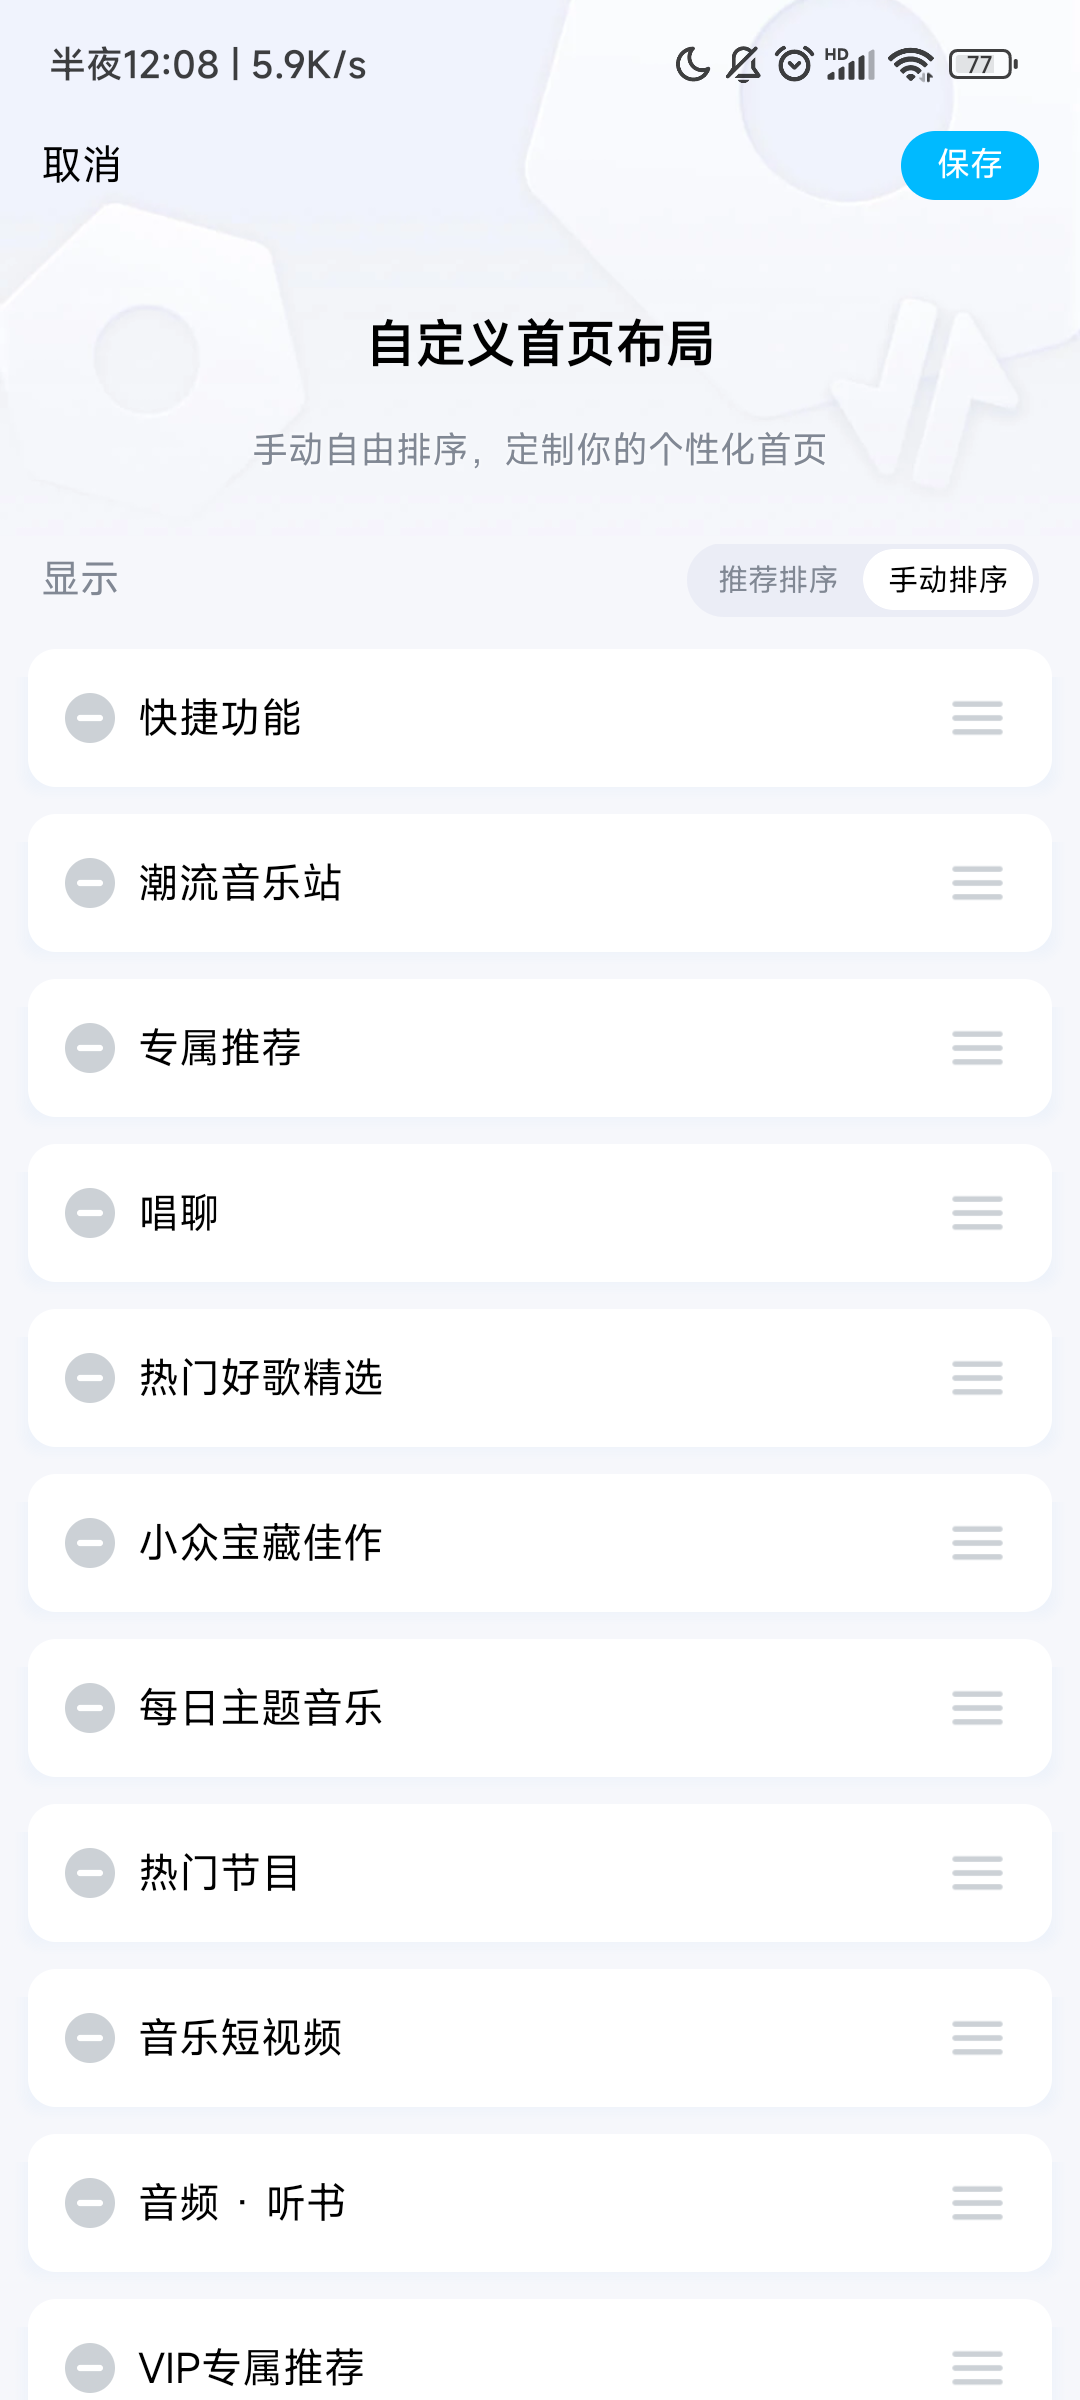 半夜12:08 | 5.9K/s
HD
77
取消
保存
自定义首页布局
手动自由排序，定制你的个性化首页
显示
推荐排序
手动排序
快捷功能
潮流音乐站
专属推荐
唱聊
热门好歌精选
小众宝藏佳作
每日主题音乐
热门节目
音乐短视频
音频 · 听书
VIP专属推荐